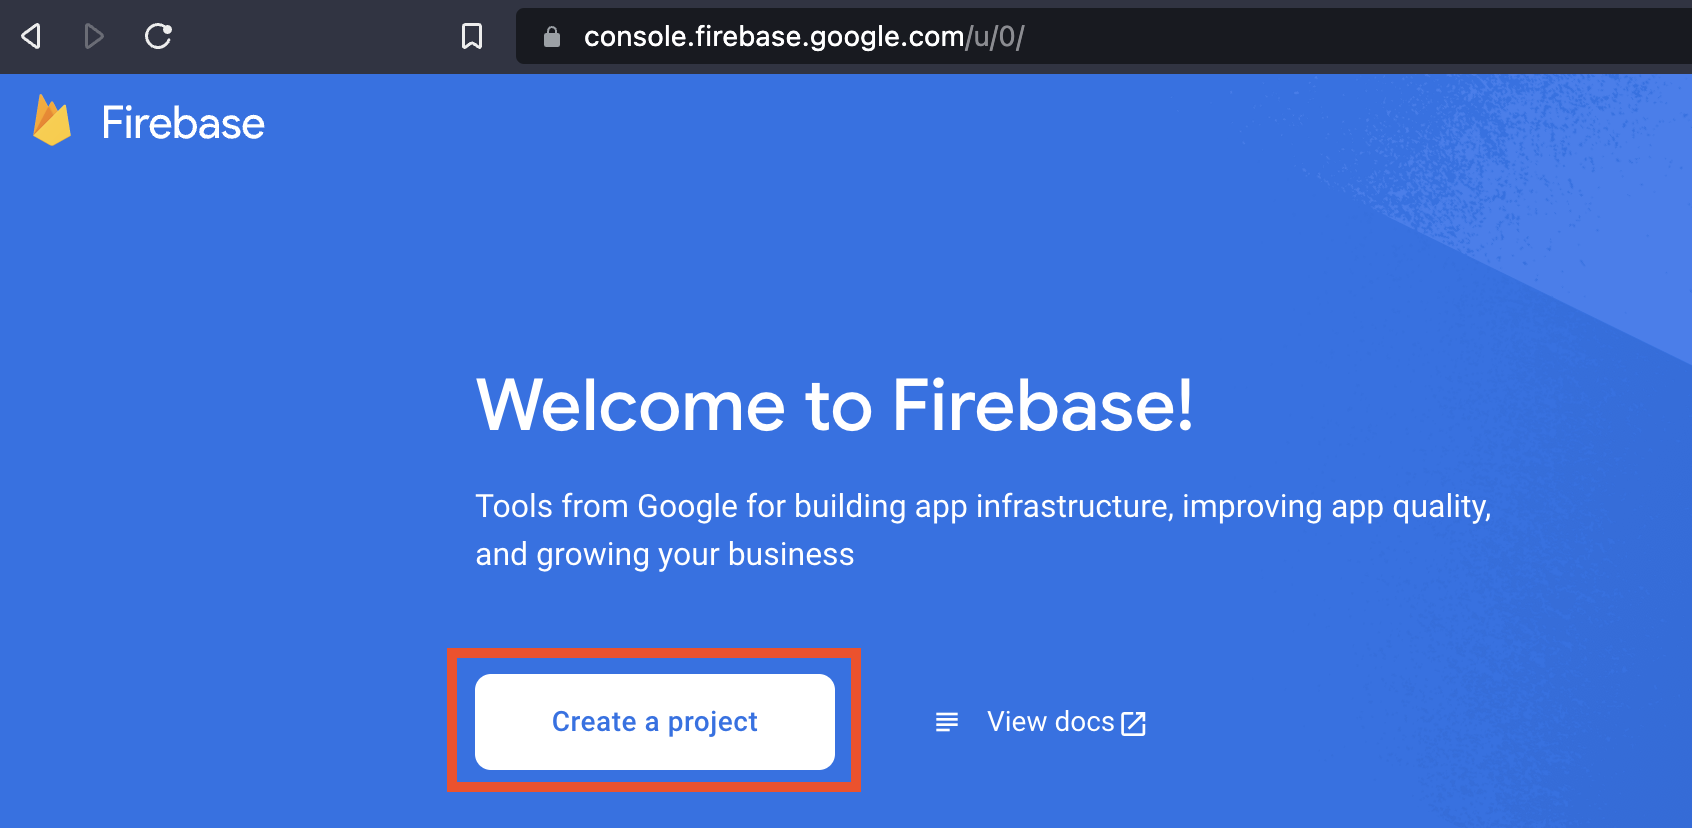 console.firebase.google.com/u/0/
Firebase
Welcome to Firebase!
Tools from Google for building app infrastructure, improving app quality,
and growing your business
Create a project
View docs